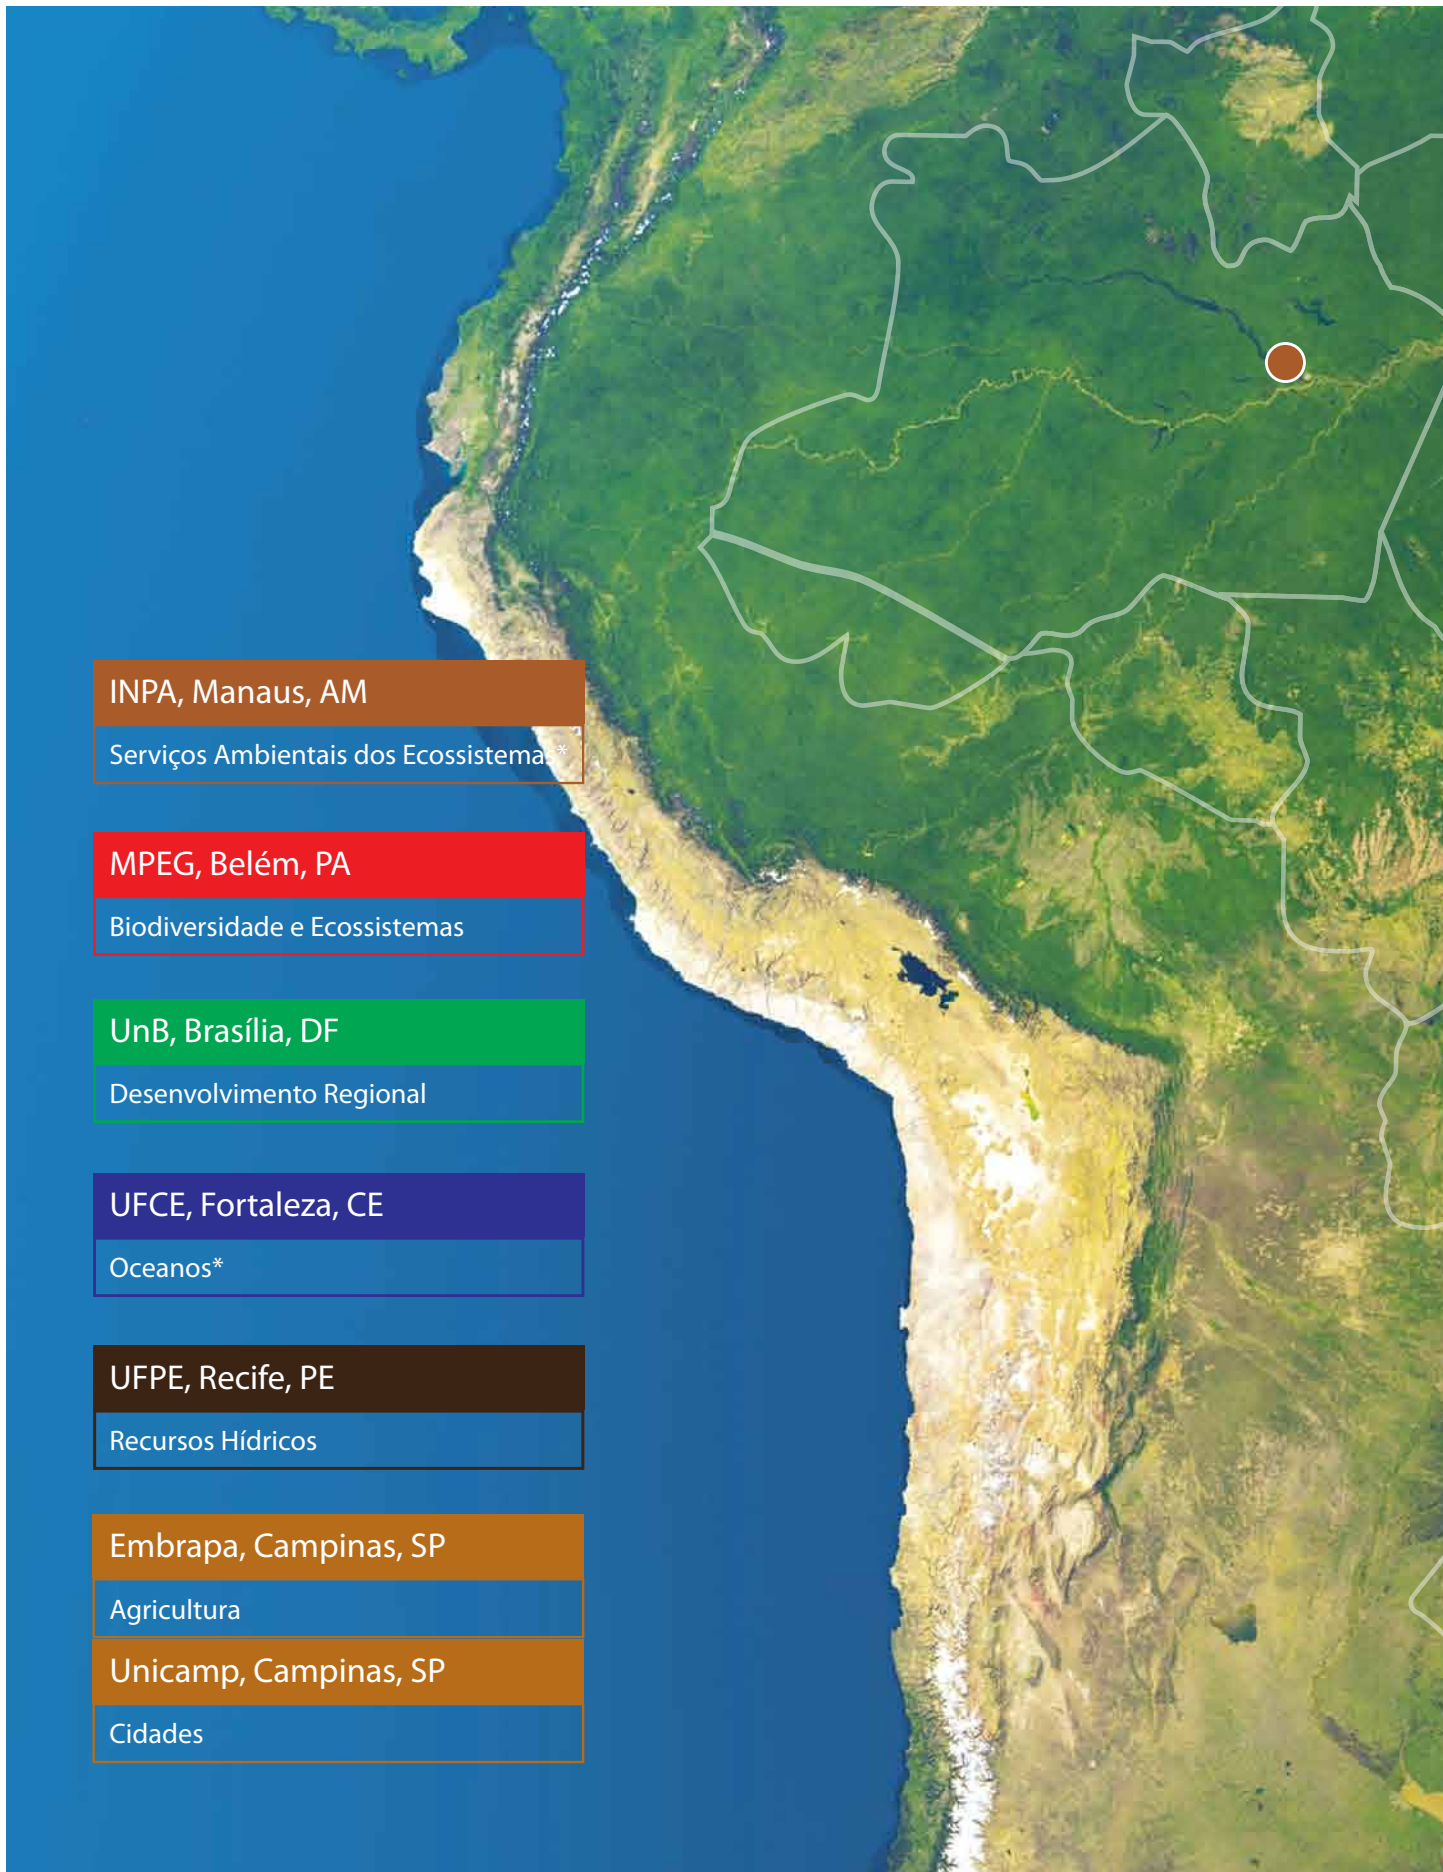 INPA, Manaus, AM
Serviços Ambientais dos Ecossistemas*
MPEG, Belém, PA
Biodiversidade e Ecossistemas
UnB, Brasília, DF
Desenvolvimento Regional
UFCE, Fortaleza, CE
Oceanos*
UFPE, Recife, PE
Recursos Hídricos
Embrapa, Campinas, SP
Agricultura
Unicamp, Campinas, SP
Cidades